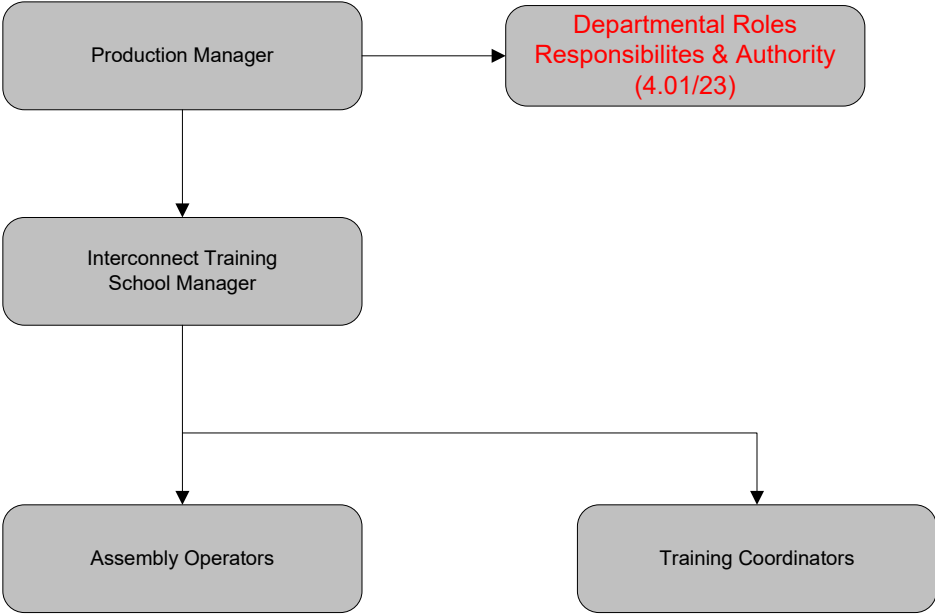 Production Manager
Departmental Roles
Responsibilites & Authority
(4.01/23)
Interconnect Training
School Manager
Assembly Operators
Training Coordinators